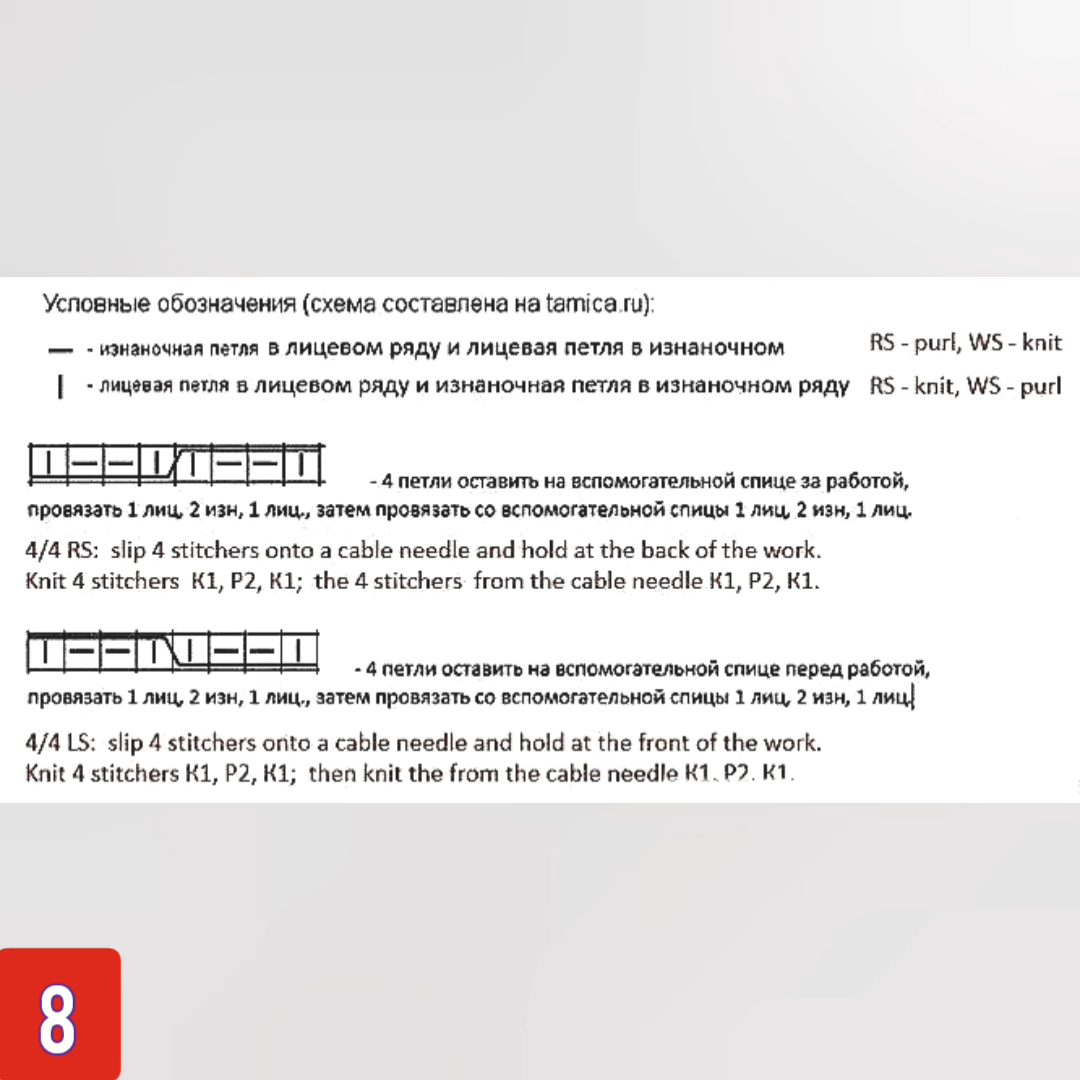 Условные обозначения (схема составлена на tamica.ru):
— - изнаночная петля в лицевом ряду и лицевая петля в изнаночном RS - purl, WS - knit
| - лицевая петля в лицевом ряду и изнаночная петля в изнаночном ряду RS - knit, WS - purl
- 4 петли оставить на вспомогательной спице за работой,
провязать 1 лиц, 2 изн, 1 лиц., затем провязать со вспомогательной спицы 1 лиц, 2 изн, 1 лиц.
4/4 RS: slip 4 stitchers onto a cable needle and hold at the back of the work.
Knit 4 stitchers K1, P2, K1; the 4 stitchers from the cable needle K1, P2, K1.
- 4 петли оставить на вспомогательной спице перед работой,
провязать 1 лиц, 2 изн, 1 лиц., затем провязать со вспомогательной спицы 1 лиц, 2 изн, 1 лиц.
4/4 LS: slip 4 stitchers onto a cable needle and hold at the front of the work.
Knit 4 stitchers K1, P2, K1; then knit the from the cable needle K1. P2. K1.
8